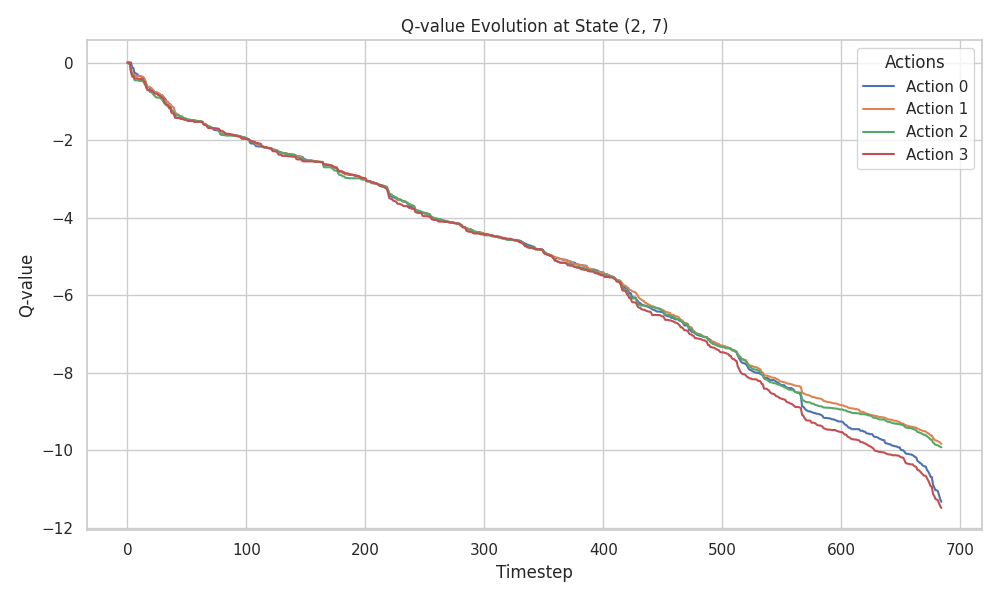 Q-value Evolution at State (2, 7)
Actions
Action 0
Action 1
Action 2
Action 3
Q-value
0
−2
−4
−6
−8
−10
−12
0 100 200 300 400 500 600 700
Timestep